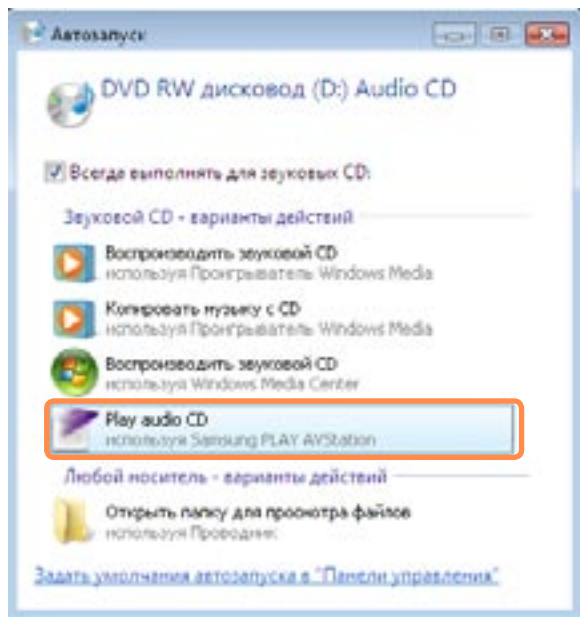 Автозапуск
DVD RW дисковод (D:) Audio CD
Всегда выполнять для звуковых CD:
Звуковой CD - варианты действий
Воспроизводить звуковой CD
используя Проигрыватель Windows Media
Копировать музыку с CD
используя Проигрыватель Windows Media
Воспроизводить звуковой CD
используя Windows Media Center
Play audio CD
используя Samsung PLAY AVStation
Любой носитель - варианты действий
Открыть папку для просмотра файлов
используя Проводник
Задать умолчания автозапуска в "Панели управления"